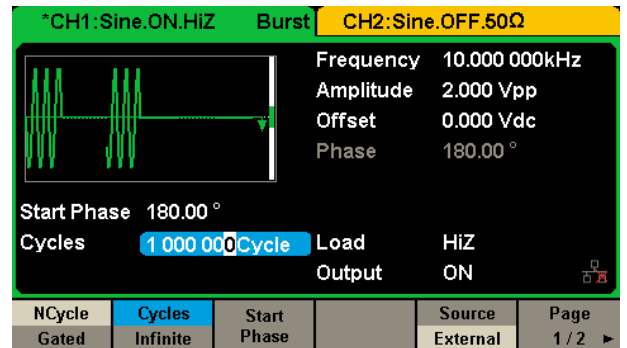 *CH1:Sine.ON.HiZ Burst CH2:Sine.OFF.50Ω
Frequency 10.000 000kHz
Amplitude 2.000 Vpp
Offset 0.000 Vdc
Phase 180.00 °
Start Phase 180.00 °
Cycles 1 000 000Cycle Load HiZ
Output ON
NCycle Cycles Start Source Page
Gated Infinite Phase External 1/2 ►